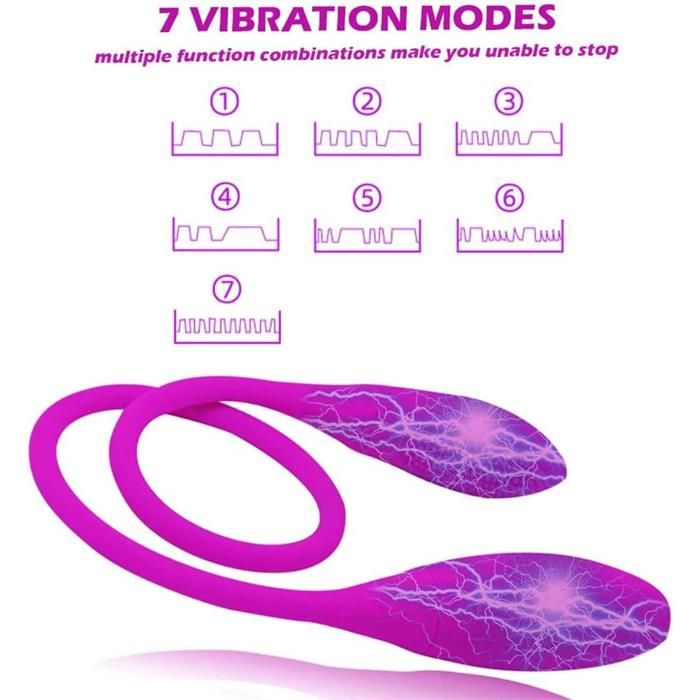 7 VIBRATION MODES
multiple function combinations make you unable to stop
① ② ③
④ ⑤ ⑥
⑦